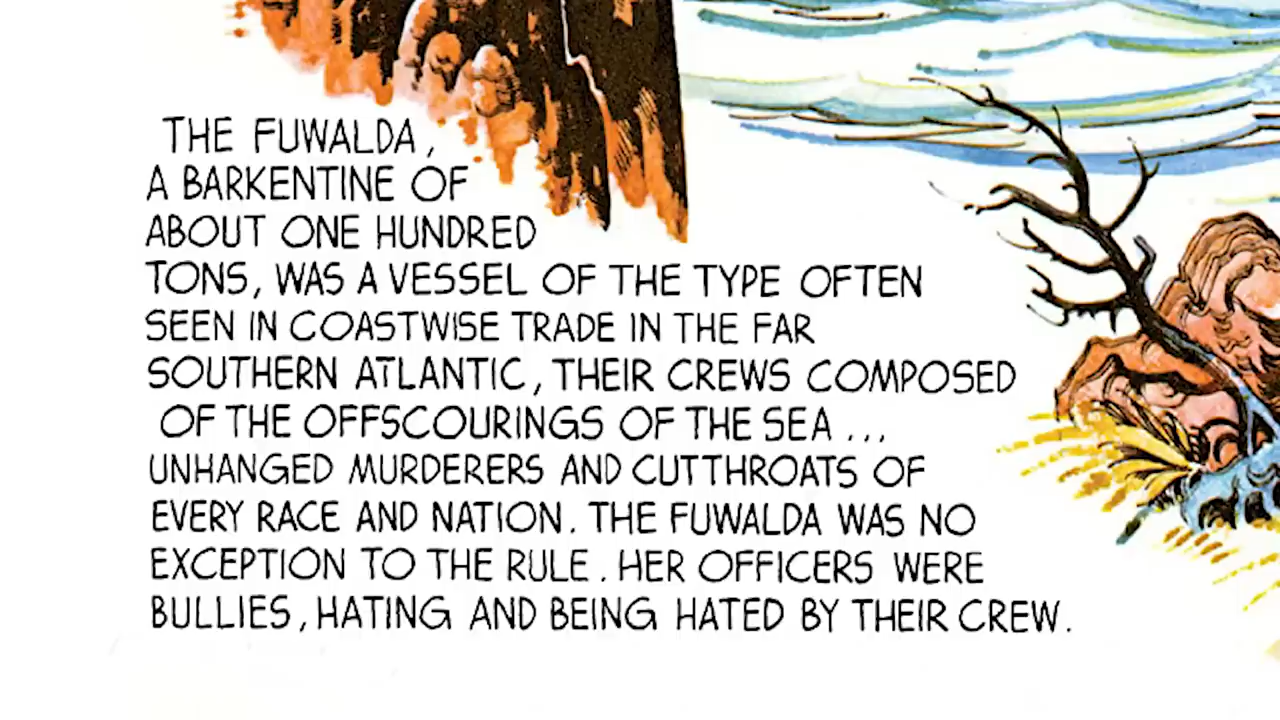 THE FUWALDA,
A BARKENTINE OF
ABOUT ONE HUNDRED
TONS, WAS A VESSEL OF THE TYPE OFTEN
SEEN IN COASTWISE TRADE IN THE FAR
SOUTHERN ATLANTIC, THEIR CREWS COMPOSED
OF THE OFFSCOURINGS OF THE SEA ...
UNHANGED MURDERERS AND CUTTHROATS OF
EVERY RACE AND NATION. THE FUWALDA WAS NO
EXCEPTION TO THE RULE. HER OFFICERS WERE
BULLIES, HATING AND BEING HATED BY THEIR CREW.